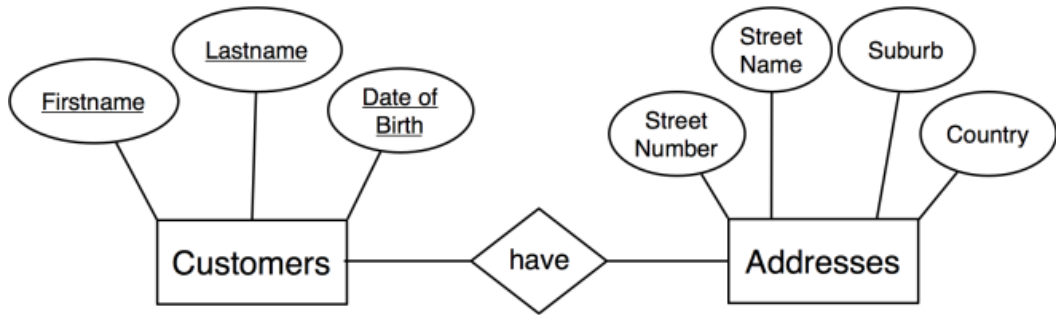 Firstname
Lastname
Date of
Birth
Street
Number
Street
Name
Suburb
Country
Customers
have
Addresses